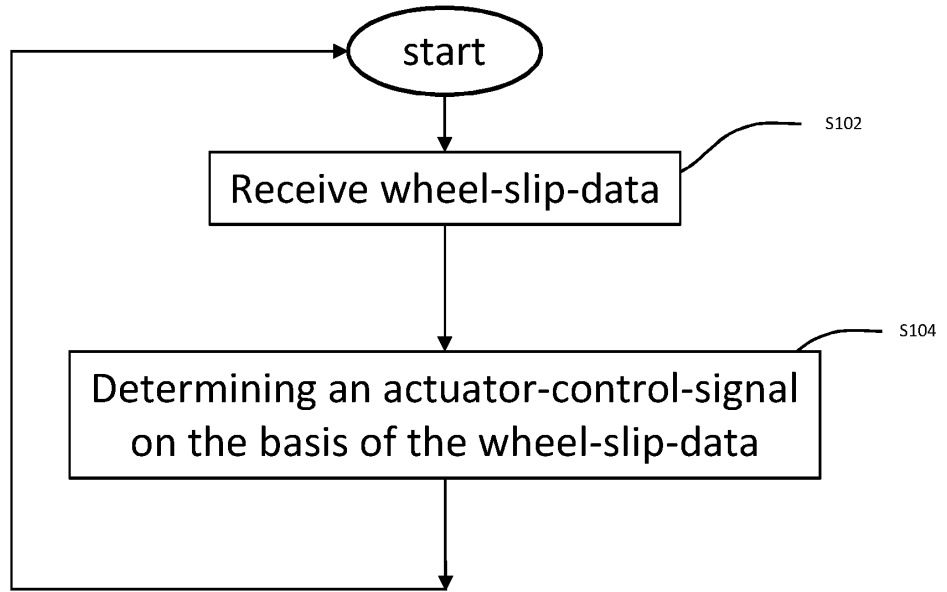 start
S102
Receive wheel-slip-data
S104
Determining an actuator-control-signal
on the basis of the wheel-slip-data